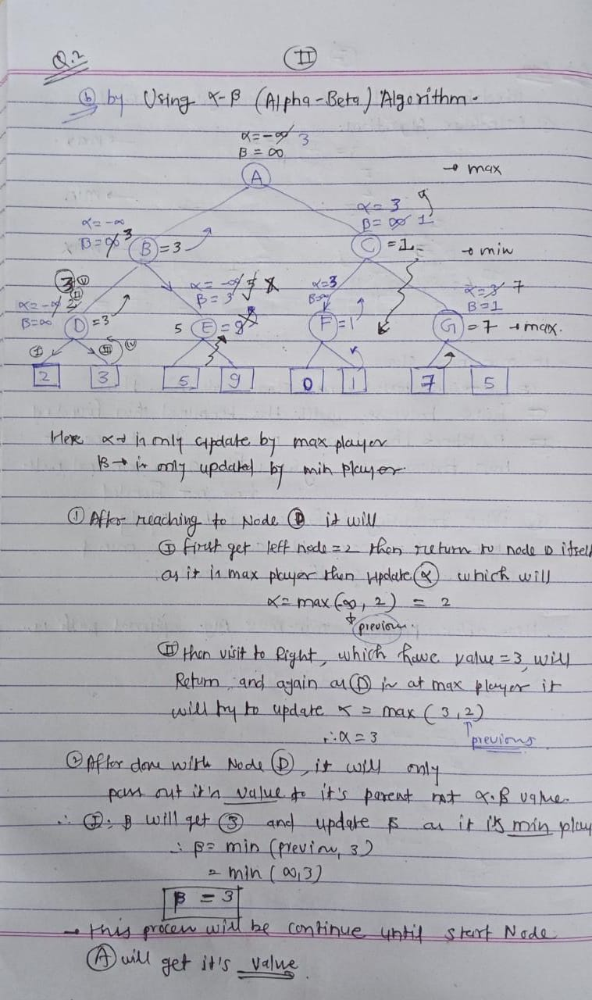 Q.2
II
(b) by Using α-β (Alpha-Beta) Algorithm.
α=-∞ 3
β = ∞
A
→ max
α=3
β=∞ 1
α=-∞
β=∞ 3
B =3
C =1
→ min
3 (V)
(II)
α=-∞ 2
β=∞
D =3
α=-∞ 5
β= 3
5 E = 9
α=3
β=∞
F =1
α=3 7
β=1
G =7 → max.
(I) (III) (IV)
2 3 5 9 0 1 7 5
Here α → is only update by max player
β → is only updated by min player
① After reaching to Node D it will
(I) first get left node = 2 then return to node D itself
as it is max player then update α which will
α= max (-∞, 2) = 2
previous.
(II) then visit to Right, which have value = 3, will
Return and again as D is at max player it
will try to update α = max ( 3,2)
∴ α = 3 previous
② After done with Node D, it will only
pass out it's value to it's parent not α·β value.
∴ (I): B will get 3 and update β as it is min play
∴ β= min (previou, 3)
= min (∞,3)
β = 3
→ this process will be continue until start Node
A will get it's value.